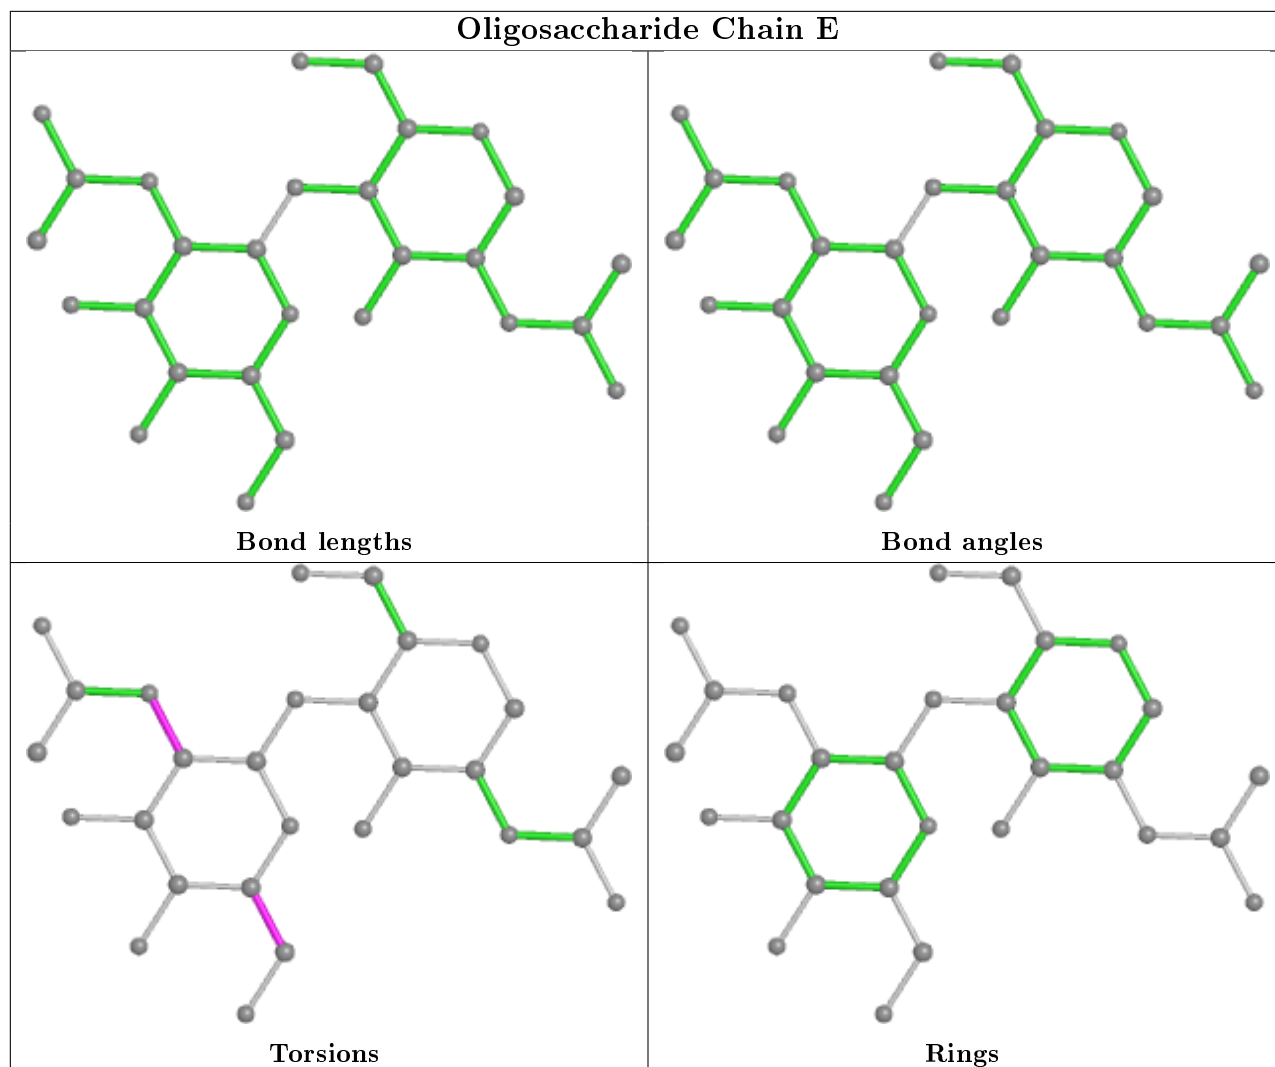 Oligosaccharide Chain E
Bond lengths
Bond angles
Torsions
Rings